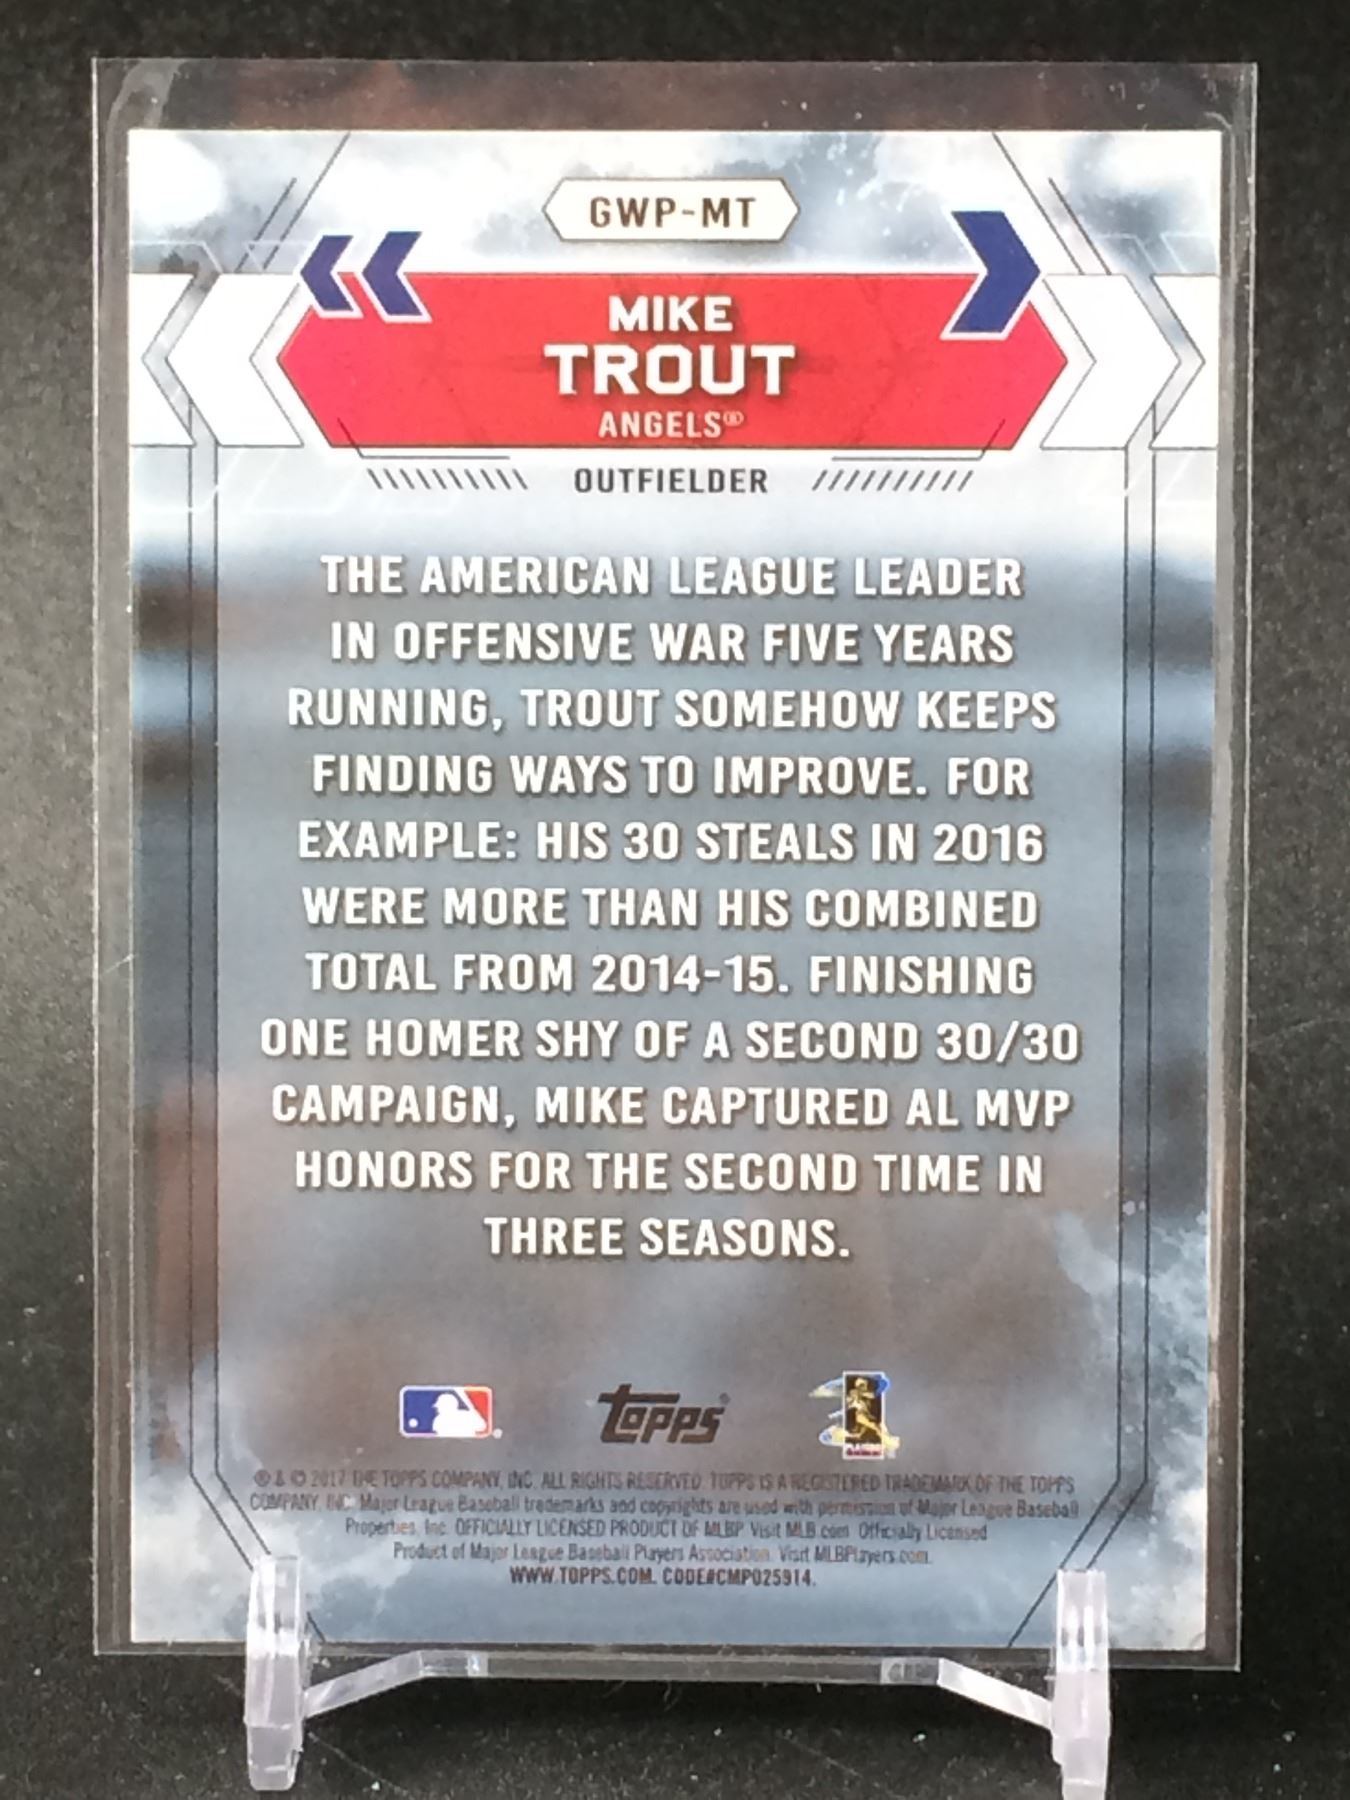 GWP-MT
MIKE
TROUT
ANGELS®
OUTFIELDER
THE AMERICAN LEAGUE LEADER
IN OFFENSIVE WAR FIVE YEARS
RUNNING, TROUT SOMEHOW KEEPS
FINDING WAYS TO IMPROVE. FOR
EXAMPLE: HIS 30 STEALS IN 2016
WERE MORE THAN HIS COMBINED
TOTAL FROM 2014-15. FINISHING
ONE HOMER SHY OF A SECOND 30/30
CAMPAIGN, MIKE CAPTURED AL MVP
HONORS FOR THE SECOND TIME IN
THREE SEASONS.
Topps
PLAYERS
® & © 2017 THE TOPPS COMPANY, INC. ALL RIGHTS RESERVED. TOPPS IS A REGISTERED TRADEMARK OF THE TOPPS
COMPANY, INC. Major League Baseball trademarks and copyrights are used with permission of Major League Baseball
Properties, Inc. OFFICIALLY LICENSED PRODUCT OF MLBP. Visit MLB.com. Officially Licensed
Product of Major League Baseball Players Association. Visit MLBPlayers.com.
WWW.TOPPS.COM. CODE#CMP025914.